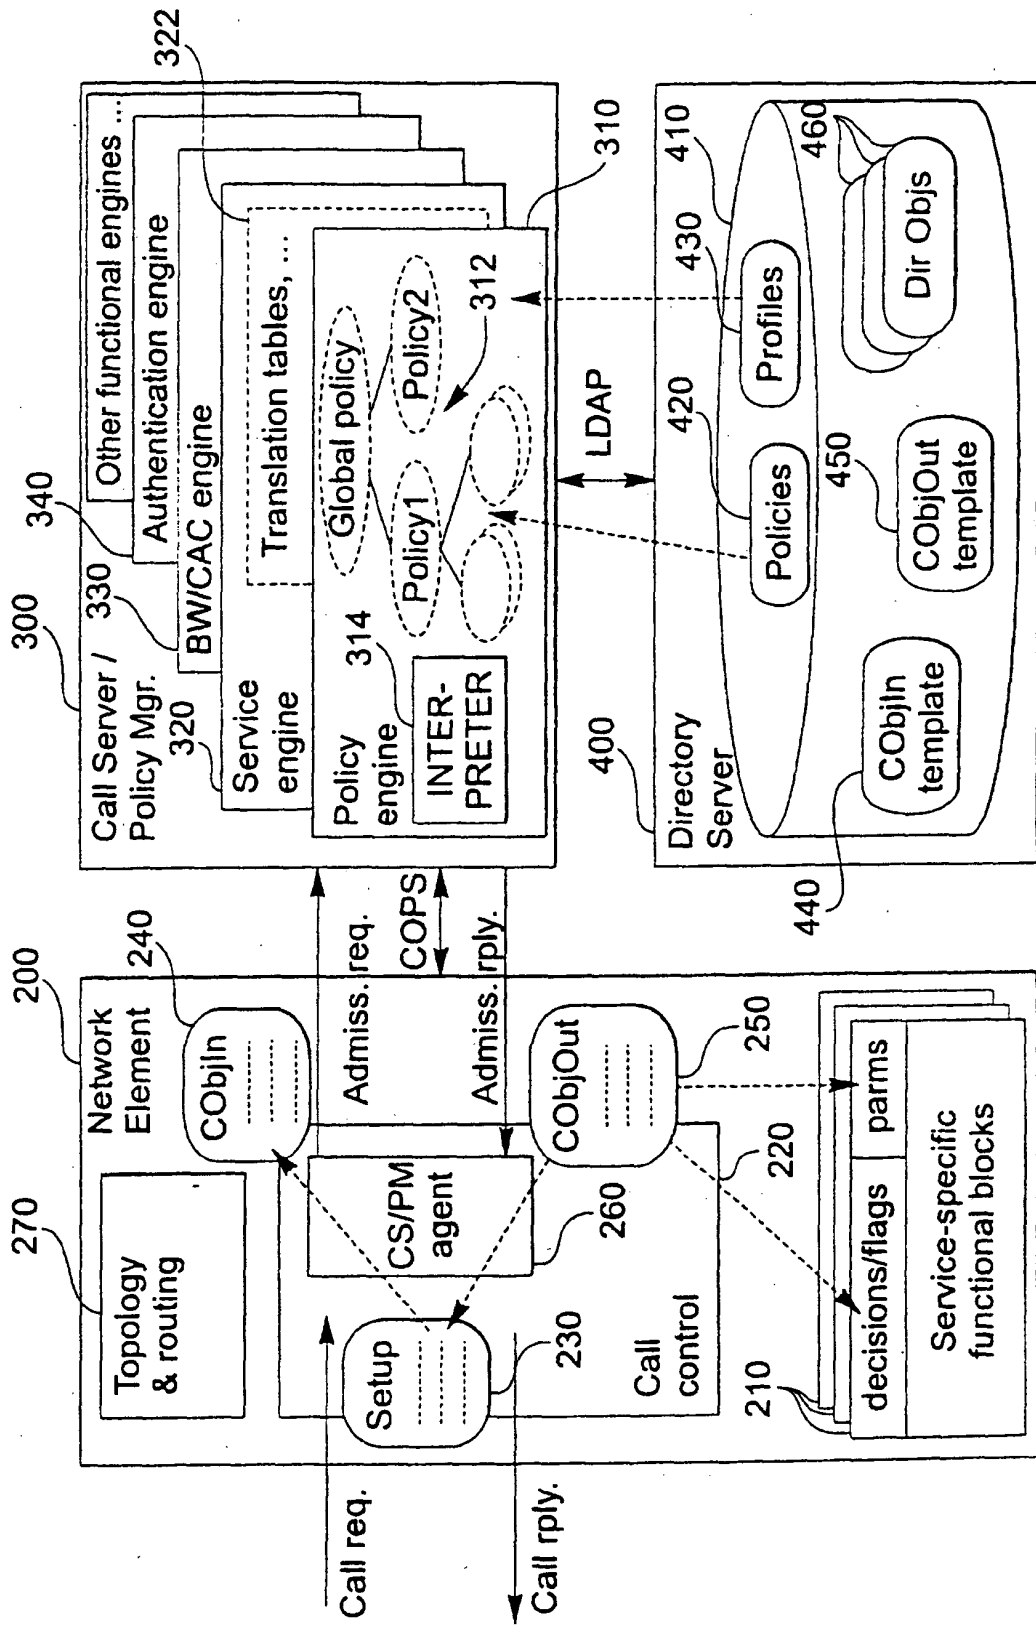 200
Network
Element
270
Topology
& routing
240
CObjIn
Call req.
Call rply.
Setup
230
CS/PM
agent
260
Call
control
220
CObjOut
250
210
decisions/flags
parms
Service-specific
functional blocks
Admiss. req.
COPS
Admiss. rply.
300
Call Server /
Policy Mgr.
340
330
320
Other functional engines ...
Authentication engine
BW/CAC engine
Service
engine
322
Translation tables, ...
Policy
engine
310
314
INTER-
PRETER
Global policy
Policy1
Policy2
312
LDAP
400
Directory
Server
420
430
410
Policies
Profiles
460
Dir Objs
450
CObjOut
template
440
CObjIn
template